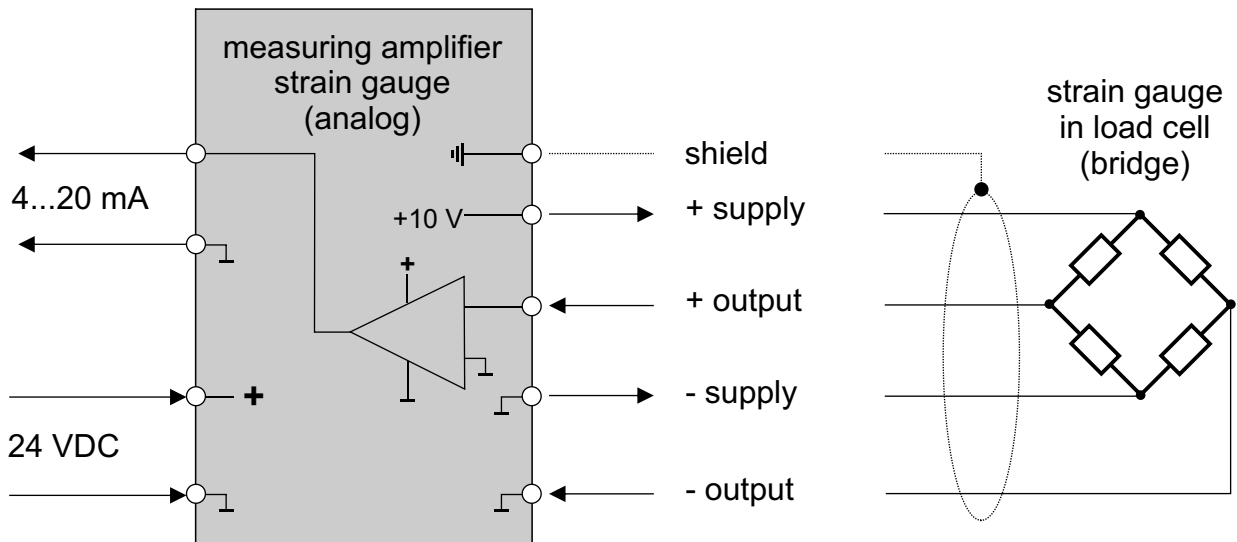 measuring amplifier
strain gauge
(analog)
strain gauge
in load cell
(bridge)
shield
4...20 mA
+10 V
+ supply
+
+ output
+
- supply
24 VDC
- output